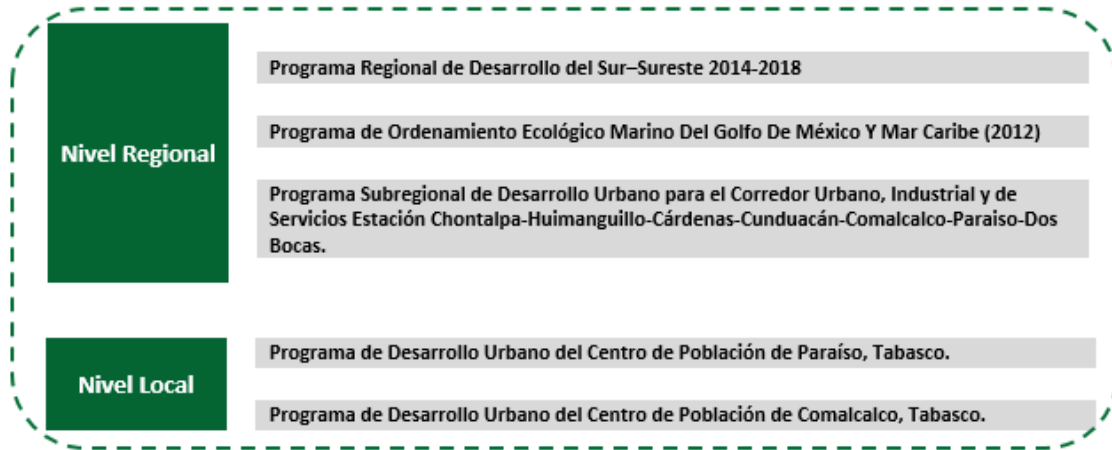 Nivel Regional
Programa Regional de Desarrollo del Sur–Sureste 2014-2018
Programa de Ordenamiento Ecológico Marino Del Golfo De México Y Mar Caribe (2012)
Programa Subregional de Desarrollo Urbano para el Corredor Urbano, Industrial y de
Servicios Estación Chontalpa-Huimanguillo-Cárdenas-Cunduacán-Comalcalco-Paraiso-Dos
Bocas.
Nivel Local
Programa de Desarrollo Urbano del Centro de Población de Paraíso, Tabasco.
Programa de Desarrollo Urbano del Centro de Población de Comalcalco, Tabasco.